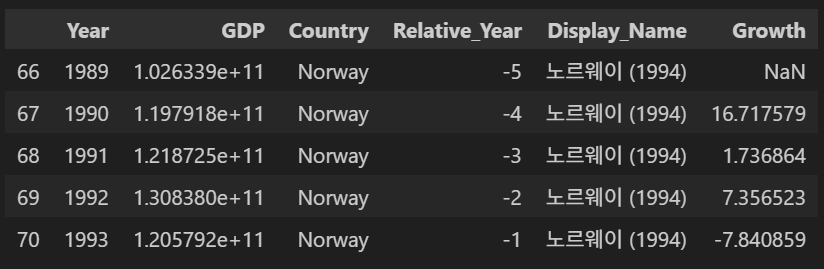 Year GDP Country Relative_Year Display_Name Growth
66 1989 1.026339e+11 Norway -5 노르웨이 (1994) NaN
67 1990 1.197918e+11 Norway -4 노르웨이 (1994) 16.717579
68 1991 1.218725e+11 Norway -3 노르웨이 (1994) 1.736864
69 1992 1.308380e+11 Norway -2 노르웨이 (1994) 7.356523
70 1993 1.205792e+11 Norway -1 노르웨이 (1994) -7.840859